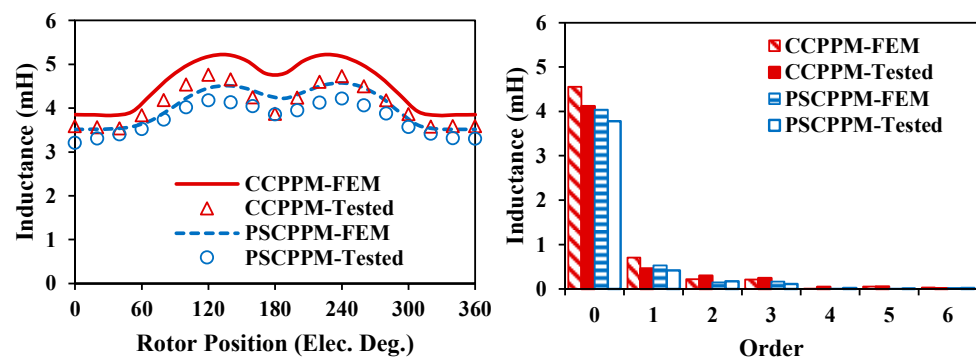 6
5
4
3
2
1
0
Inductance (mH)
CCPPM-FEM
CCPPM-Tested
PSCPPM-FEM
PSCPPM-Tested
0 60 120 180 240 300 360
Rotor Position (Elec. Deg.)
6
5
4
3
2
1
0
Inductance (mH)
CCPPM-FEM
CCPPM-Tested
PSCPPM-FEM
PSCPPM-Tested
0 1 2 3 4 5 6
Order